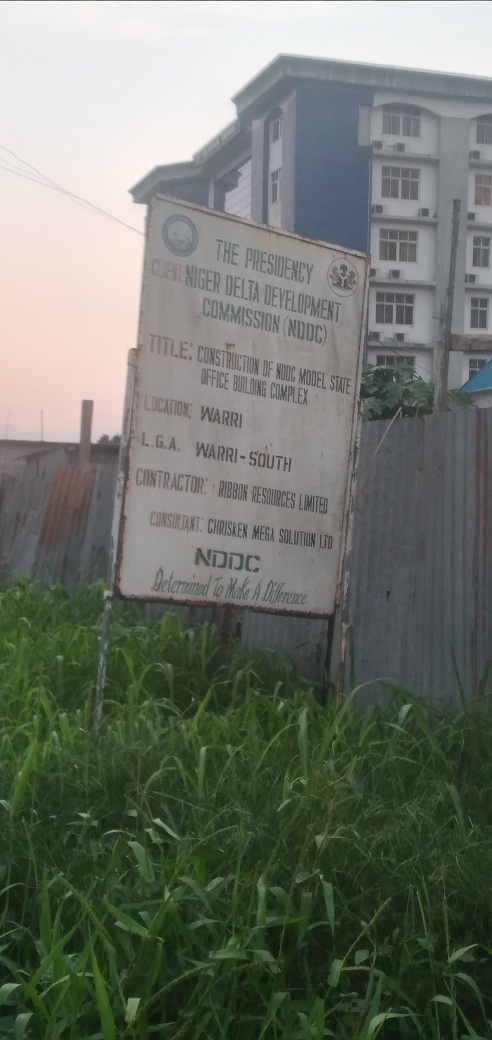 THE PRESIDENCY
CLIENT: NIGER DELTA DEVELOPMENT
COMMISSION (NDDC)
TITLE: CONSTRUCTION OF NDDC MODEL STATE
OFFICE BUILDING COMPLEX
LOCATION: WARRI
L.G.A. WARRI-SOUTH
CONTRACTOR: RIBBON RESOURCES LIMITED
CONSULTANT: CHRISKEN MEGA SOLUTION LTD
NDDC
Determined To Make A Difference